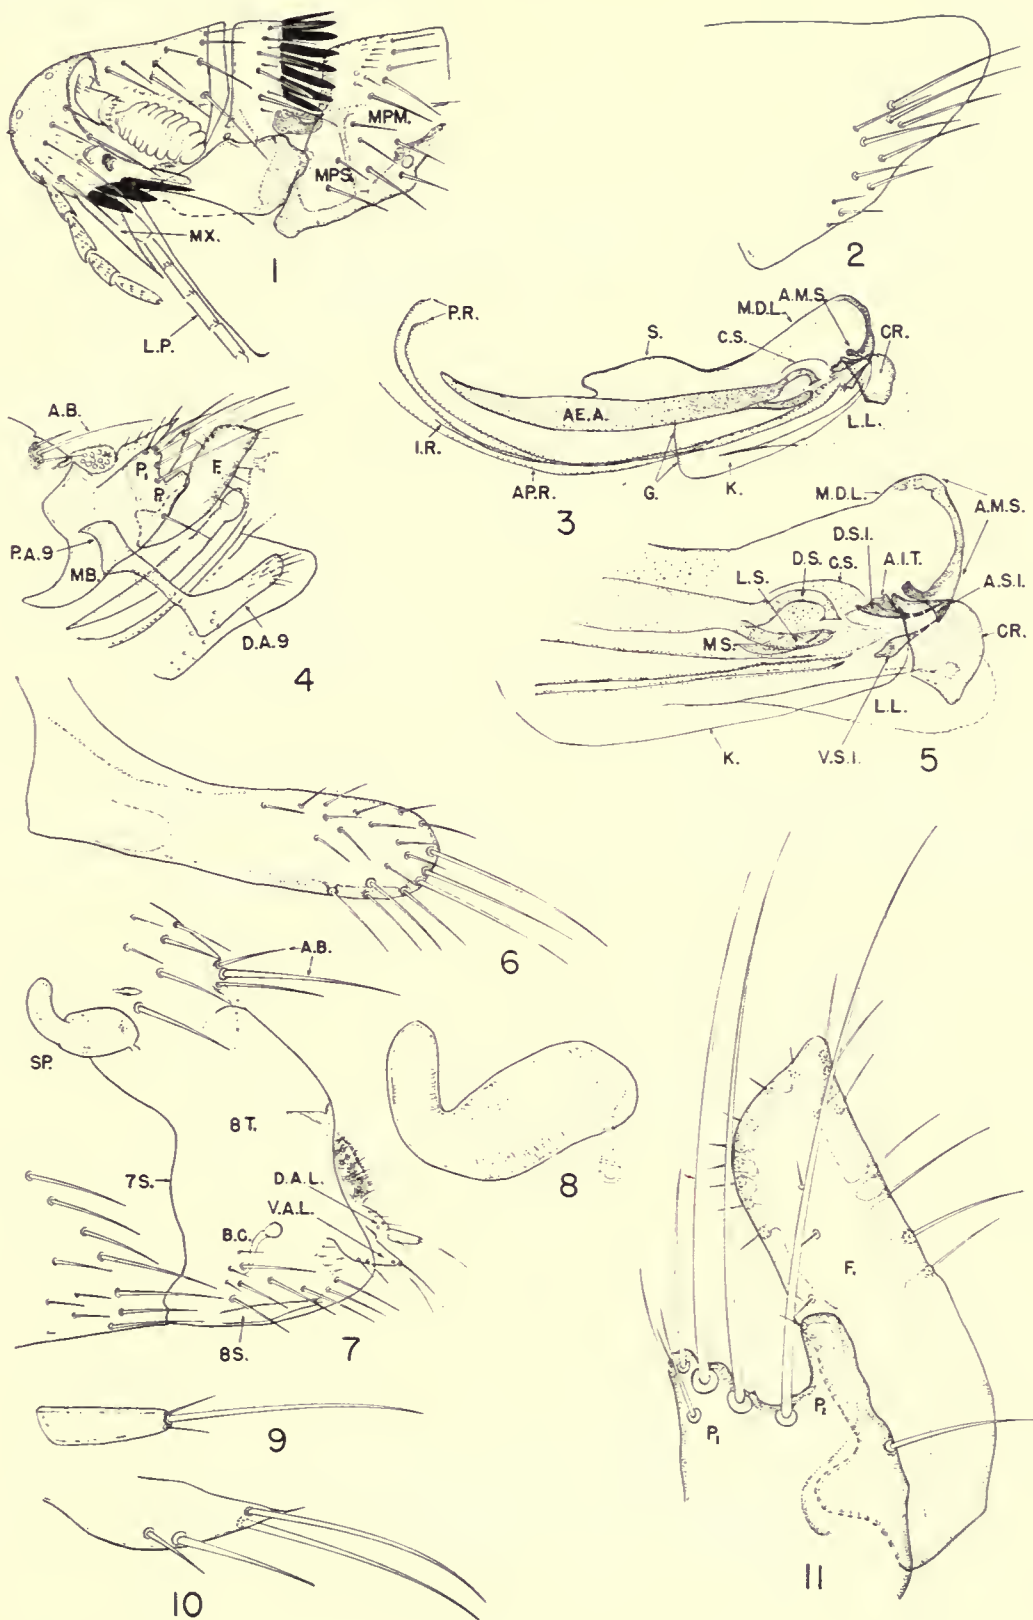 MPM.
MPS.
MX.
L.P.
1
2
A.M.S.
M.D.L.
C.S.
S.
P.R.
CR.
AE.A.
L.L.
I.R.
AP.R.
G.
K.
3
A.B.
P₁
F.
P.A.9
MB.
D.A.9
4
M.D.L.
A.M.S.
D.S.I.
A.I.T.
D.S.
C.S.
L.S.
A.S.I.
M.S.
CR.
L.L.
K.
V.S.I.
5
6
A.B.
SP.
8T.
7S.
D.A.L.
V.A.L.
B.C.
8S.
7
8
9
10
F.
P₁
P₂
11